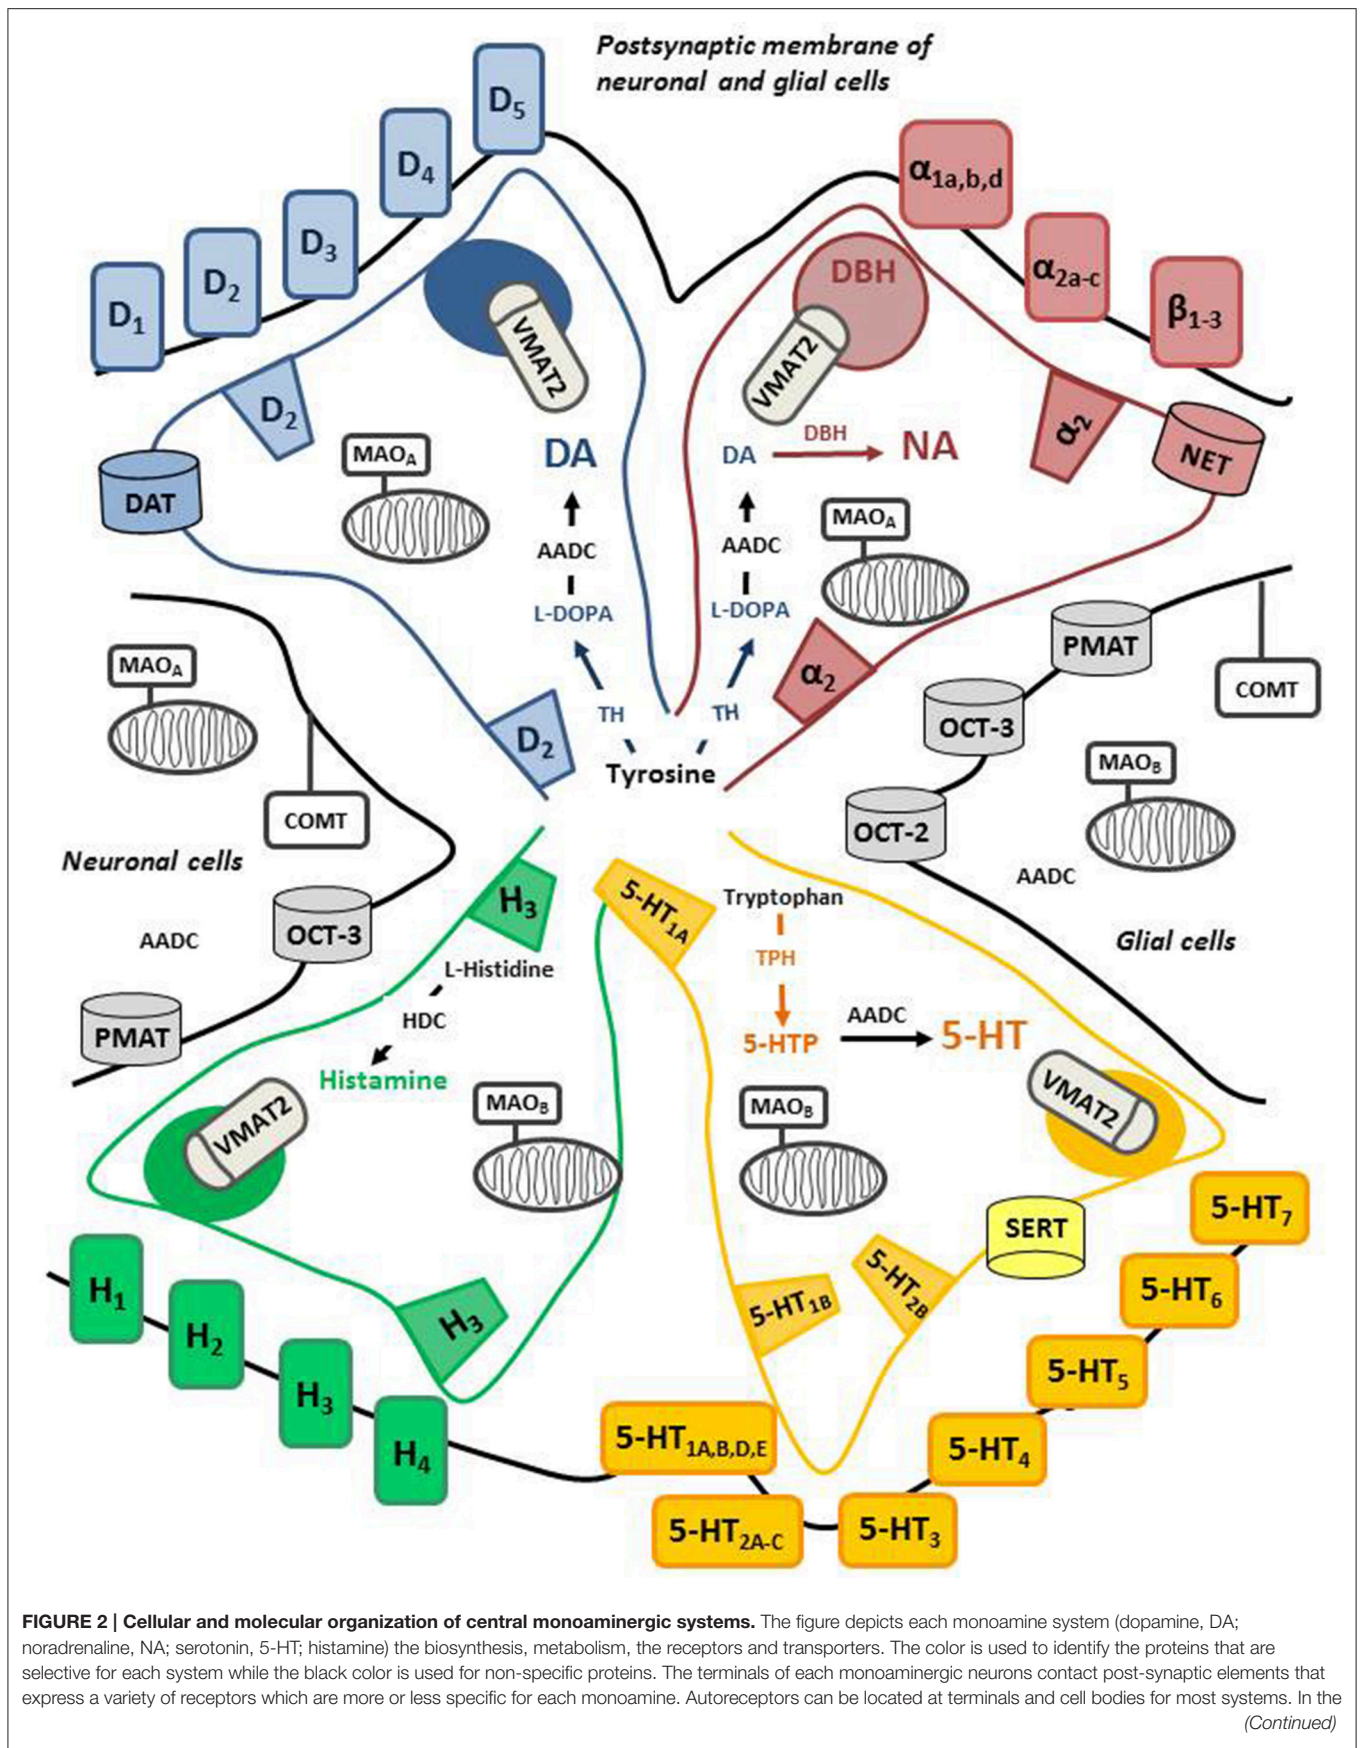 Postsynaptic membrane of
neuronal and glial cells
D5
D4
D3
D2
D1
α1a,b,d
α2a-c
β1-3
DBH
VMAT2
VMAT2
D2
α2
DAT
NET
MAOA
DA
DA
DBH
NA
MAOA
AADC
AADC
L-DOPA
L-DOPA
TH
TH
α2
D2
Tyrosine
PMAT
COMT
OCT-3
MAOB
OCT-2
AADC
Glial cells
MAOA
COMT
Neuronal cells
OCT-3
AADC
PMAT
H3
L-Histidine
HDC
Histamine
VMAT2
MAOB
H3
5-HT1A
Tryptophan
TPH
5-HTP
AADC
5-HT
VMAT2
MAOB
SERT
5-HT1B
5-HT2B
H1
H2
H3
H4
5-HT1A,B,D,E
5-HT2A-C
5-HT3
5-HT4
5-HT5
5-HT6
5-HT7
FIGURE 2 | Cellular and molecular organization of central monoaminergic systems. The figure depicts each monoamine system (dopamine, DA;
noradrenaline, NA; serotonin, 5-HT; histamine) the biosynthesis, metabolism, the receptors and transporters. The color is used to identify the proteins that are
selective for each system while the black color is used for non-specific proteins. The terminals of each monoaminergic neurons contact post-synaptic elements that
express a variety of receptors which are more or less specific for each monoamine. Autoreceptors can be located at terminals and cell bodies for most systems. In the
(Continued)